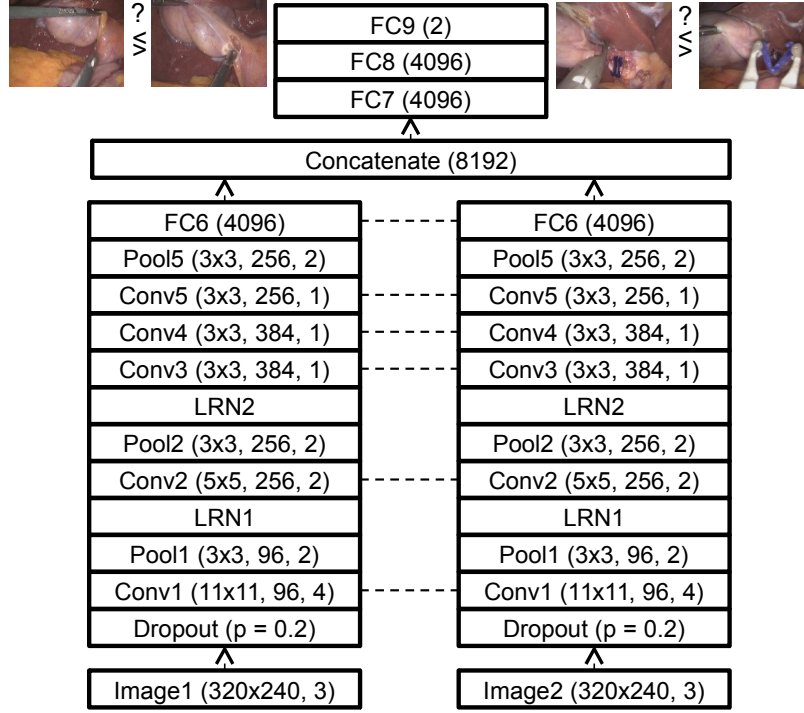 ?
≤
≥
FC9 (2)
FC8 (4096)
FC7 (4096)
?
≤
≥
Concatenate (8192)
FC6 (4096)
Pool5 (3x3, 256, 2)
Conv5 (3x3, 256, 1)
Conv4 (3x3, 384, 1)
Conv3 (3x3, 384, 1)
LRN2
Pool2 (3x3, 256, 2)
Conv2 (5x5, 256, 2)
LRN1
Pool1 (3x3, 96, 2)
Conv1 (11x11, 96, 4)
Dropout (p = 0.2)
Image1 (320x240, 3)
FC6 (4096)
Pool5 (3x3, 256, 2)
Conv5 (3x3, 256, 1)
Conv4 (3x3, 384, 1)
Conv3 (3x3, 384, 1)
LRN2
Pool2 (3x3, 256, 2)
Conv2 (5x5, 256, 2)
LRN1
Pool1 (3x3, 96, 2)
Conv1 (11x11, 96, 4)
Dropout (p = 0.2)
Image2 (320x240, 3)